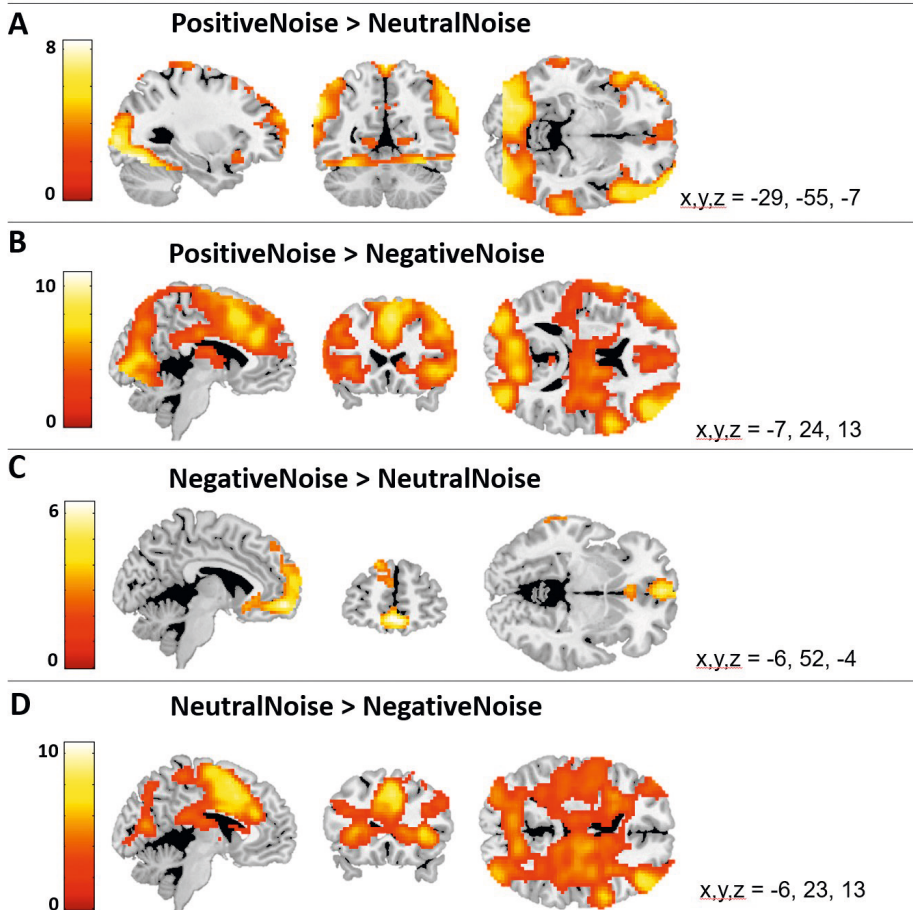 A
PositiveNoise > NeutralNoise
8
0
x,y,z = -29, -55, -7
B
PositiveNoise > NegativeNoise
10
0
x,y,z = -7, 24, 13
C
NegativeNoise > NeutralNoise
6
0
x,y,z = -6, 52, -4
D
NeutralNoise > NegativeNoise
10
0
x,y,z = -6, 23, 13